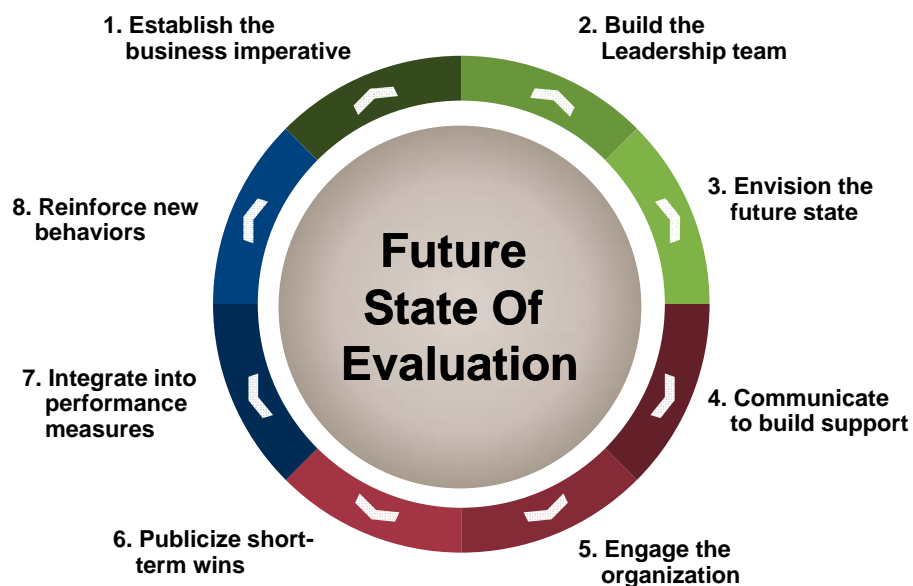 1. Establish the
business imperative
2. Build the
Leadership team
3. Envision the
future state
4. Communicate
to build support
5. Engage the
organization
6. Publicize short-
term wins
7. Integrate into
performance
measures
8. Reinforce new
behaviors
Future
State Of
Evaluation